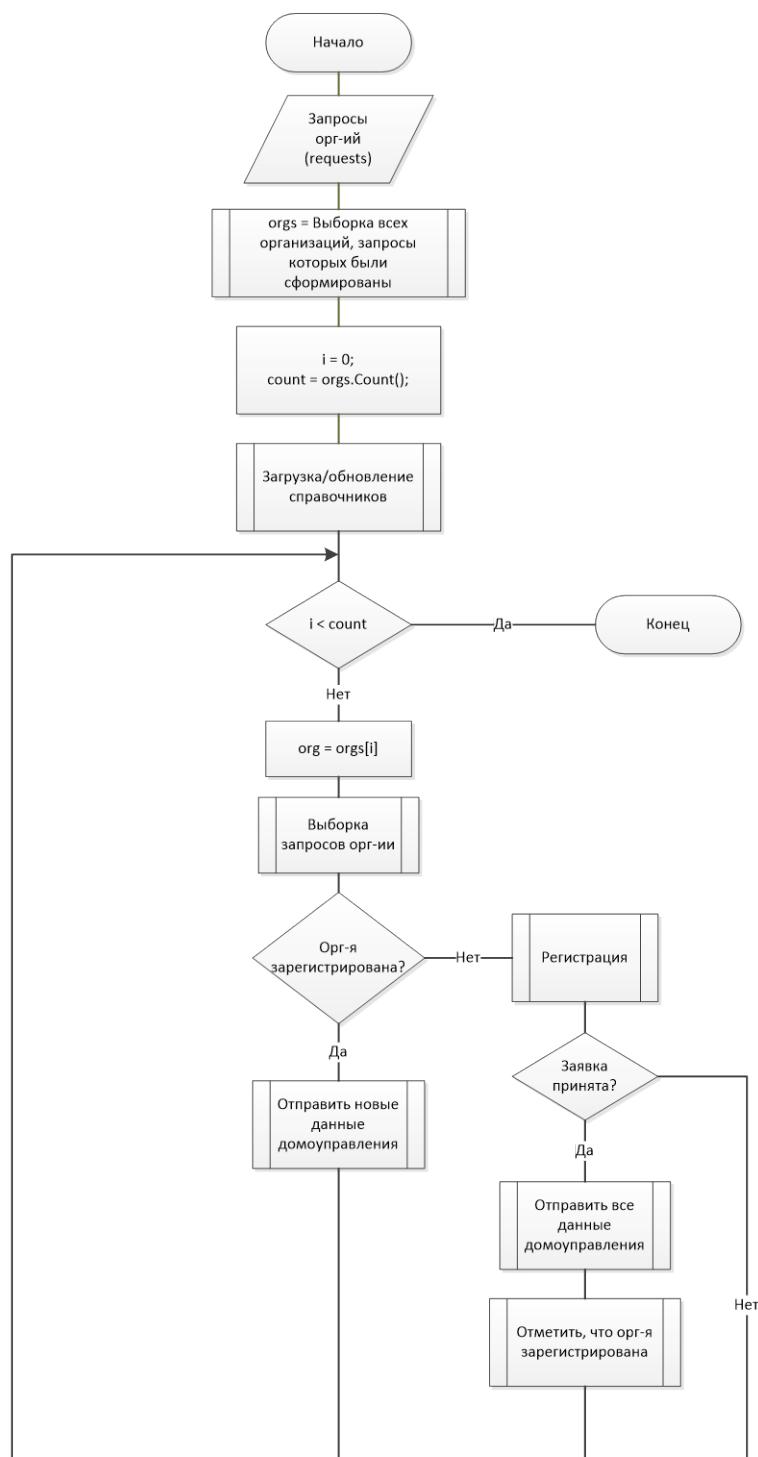 Начало
Запросы
орг-ий
(requests)
orgs = Выборка всех
организаций, запросы
которых были
сформированы
i = 0;
count = orgs.Count();
Загрузка/обновление
справочников
i < count
Да
Конец
Нет
org = orgs[i]
Выборка
запросов орг-ии
Орг-я
зарегистрирована?
Нет
Регистрация
Да
Заявка
принята?
Отправить новые
данные
домоуправления
Да
Отправить все
данные
домоуправления
Нет
Отметить, что орг-я
зарегистрирована